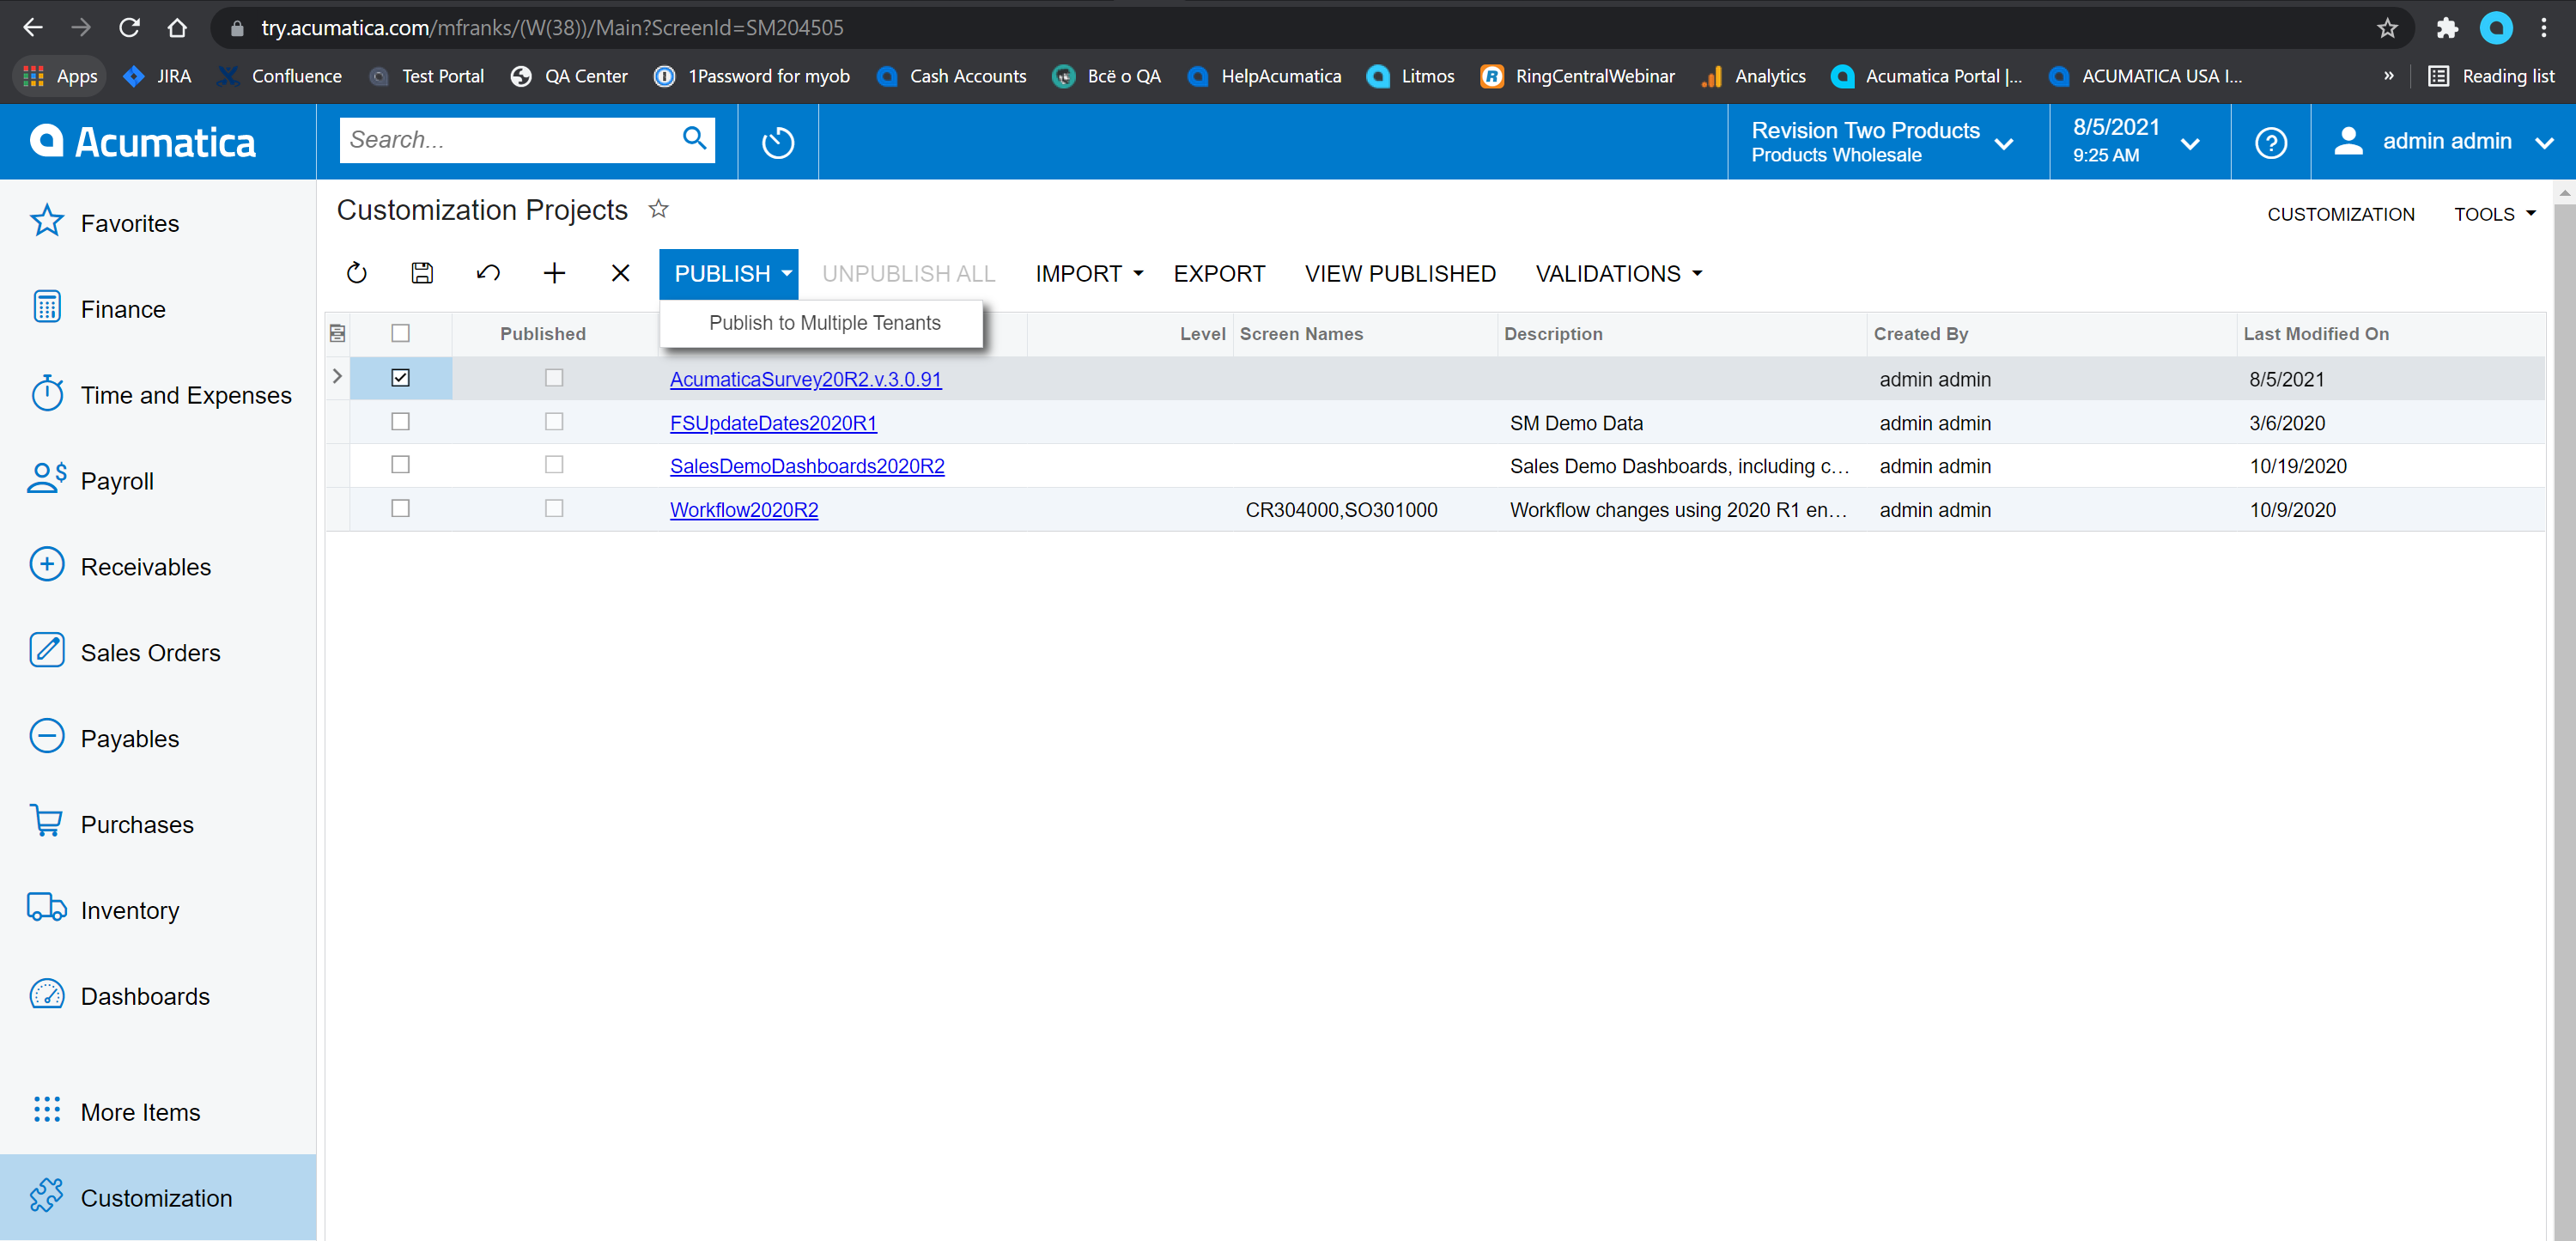 try.acumatica.com/mfranks/(W(38))/Main?ScreenId=SM204505
Apps JIRA Confluence Test Portal QA Center 1Password for myob Cash Accounts Всё о QA HelpAcumatica Litmos RingCentralWebinar Analytics Acumatica Portal |... ACUMATICA USA I... » Reading list
Acumatica Search... Revision Two Products 8/5/2021 admin admin
Products Wholesale 9:25 AM
Customization Projects CUSTOMIZATION TOOLS
PUBLISH UNPUBLISH ALL IMPORT EXPORT VIEW PUBLISHED VALIDATIONS
Publish to Multiple Tenants
Published Level Screen Names Description Created By Last Modified On
AcumaticaSurvey20R2.v.3.0.91 admin admin 8/5/2021
FSUpdateDates2020R1 SM Demo Data admin admin 3/6/2020
SalesDemoDashboards2020R2 Sales Demo Dashboards, including c... admin admin 10/19/2020
Workflow2020R2 CR304000,SO301000 Workflow changes using 2020 R1 en... admin admin 10/9/2020
Favorites
Finance
Time and Expenses
Payroll
Receivables
Sales Orders
Payables
Purchases
Inventory
Dashboards
More Items
Customization